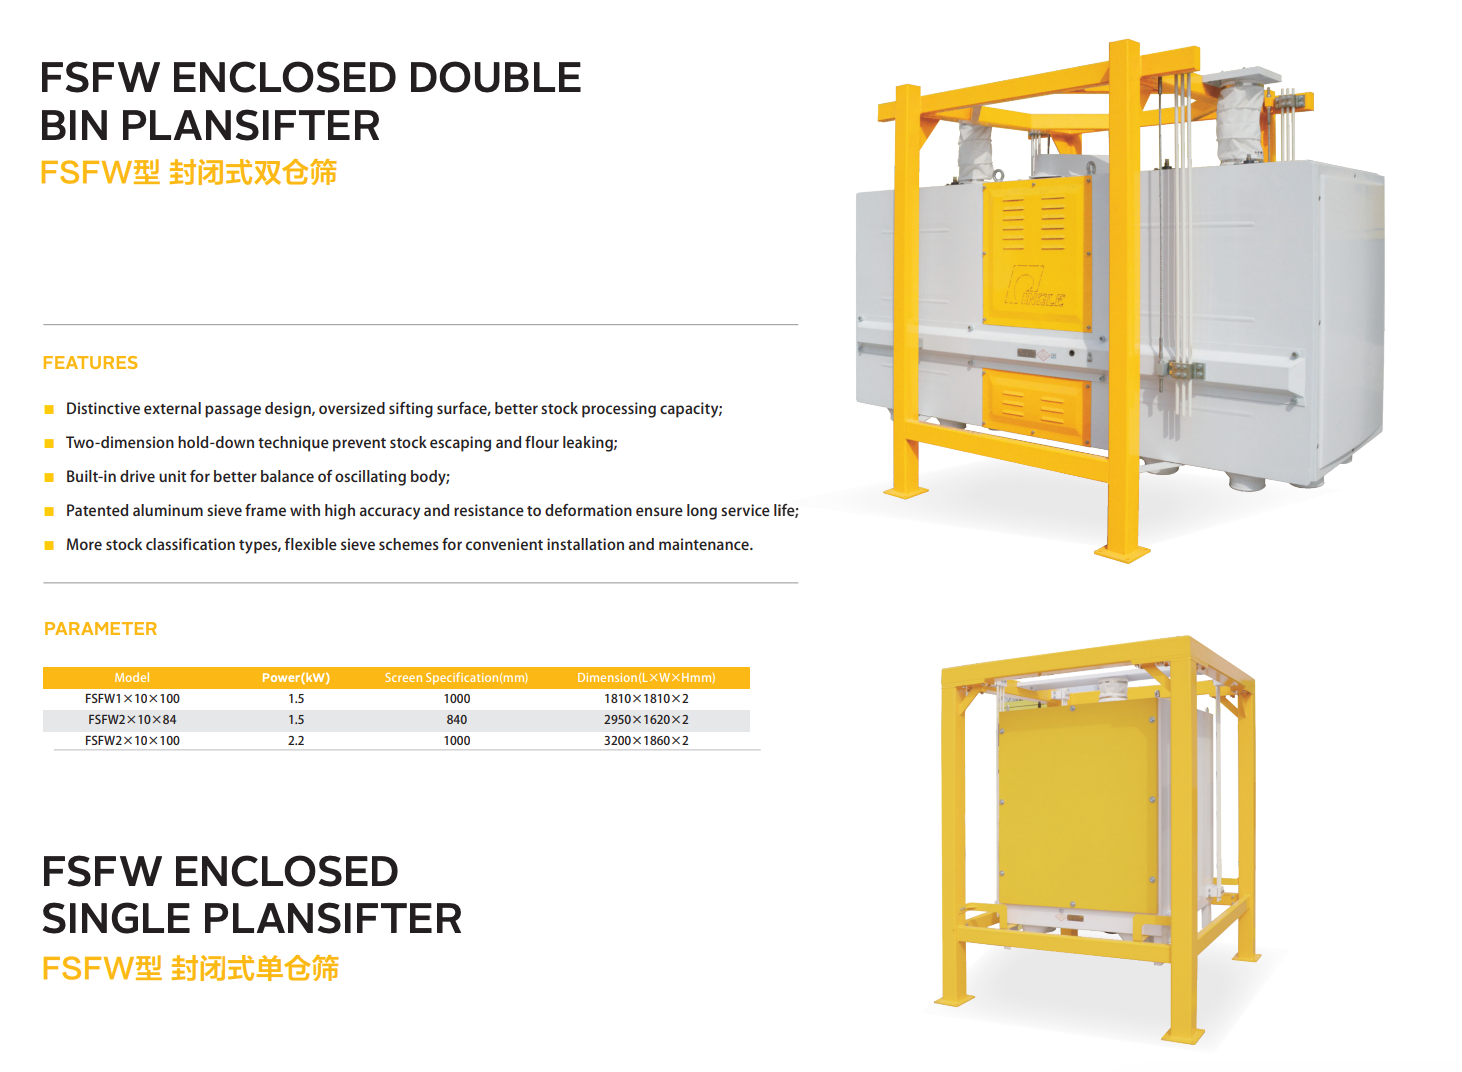 FSFW ENCLOSED DOUBLE
BIN PLANSIFTER
FSFW型 封闭式双仓筛
FEATURES
Distinctive external passage design, oversized sifting surface, better stock processing capacity;
Two-dimension hold-down technique prevent stock escaping and flour leaking;
Built-in drive unit for better balance of oscillating body;
Patented aluminum sieve frame with high accuracy and resistance to deformation ensure long service life;
More stock classification types, flexible sieve schemes for convenient installation and maintenance.
PARAMETER
Model Power(kW) Screen Specification(mm) Dimension(L×W×Hmm)
FSFW1×10×100 1.5 1000 1810×1810×2
FSFW2×10×84 1.5 840 2950×1620×2
FSFW2×10×100 2.2 1000 3200×1860×2
FSFW ENCLOSED
SINGLE PLANSIFTER
FSFW型 封闭式单仓筛